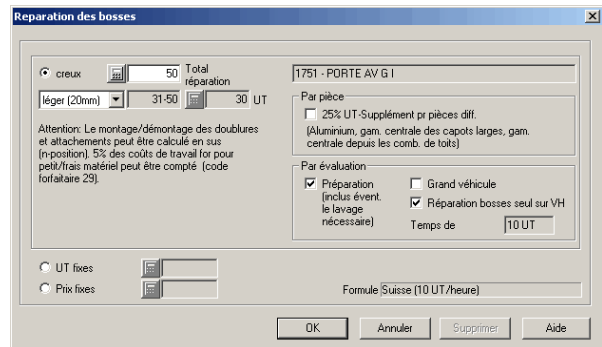 Reparation des bosses
creux
50
Total
réparation
léger (20mm)
31-50
30 UT
Attention: Le montage/démontage des doublures
et attachements peut être calculé en sus
(n-position). 5% des coûts de travail for pour
petit/frais matériel peut être compté (code
forfaitaire 29).
1751 - PORTE AV G I
Par pièce
25% UT-Supplément pr pièces diff.
(Aluminium, gam. centrale des capots larges, gam.
centrale depuis les comb. de toits)
Par évaluation
Préparation
(inclus évent.
le lavage
nécessaire)
Grand véhicule
Réparation bosses seul sur VH
Temps de
10 UT
UT fixes
Prix fixes
Formule Suisse (10 UT/heure)
OK
Annuler
Supprimer
Aide